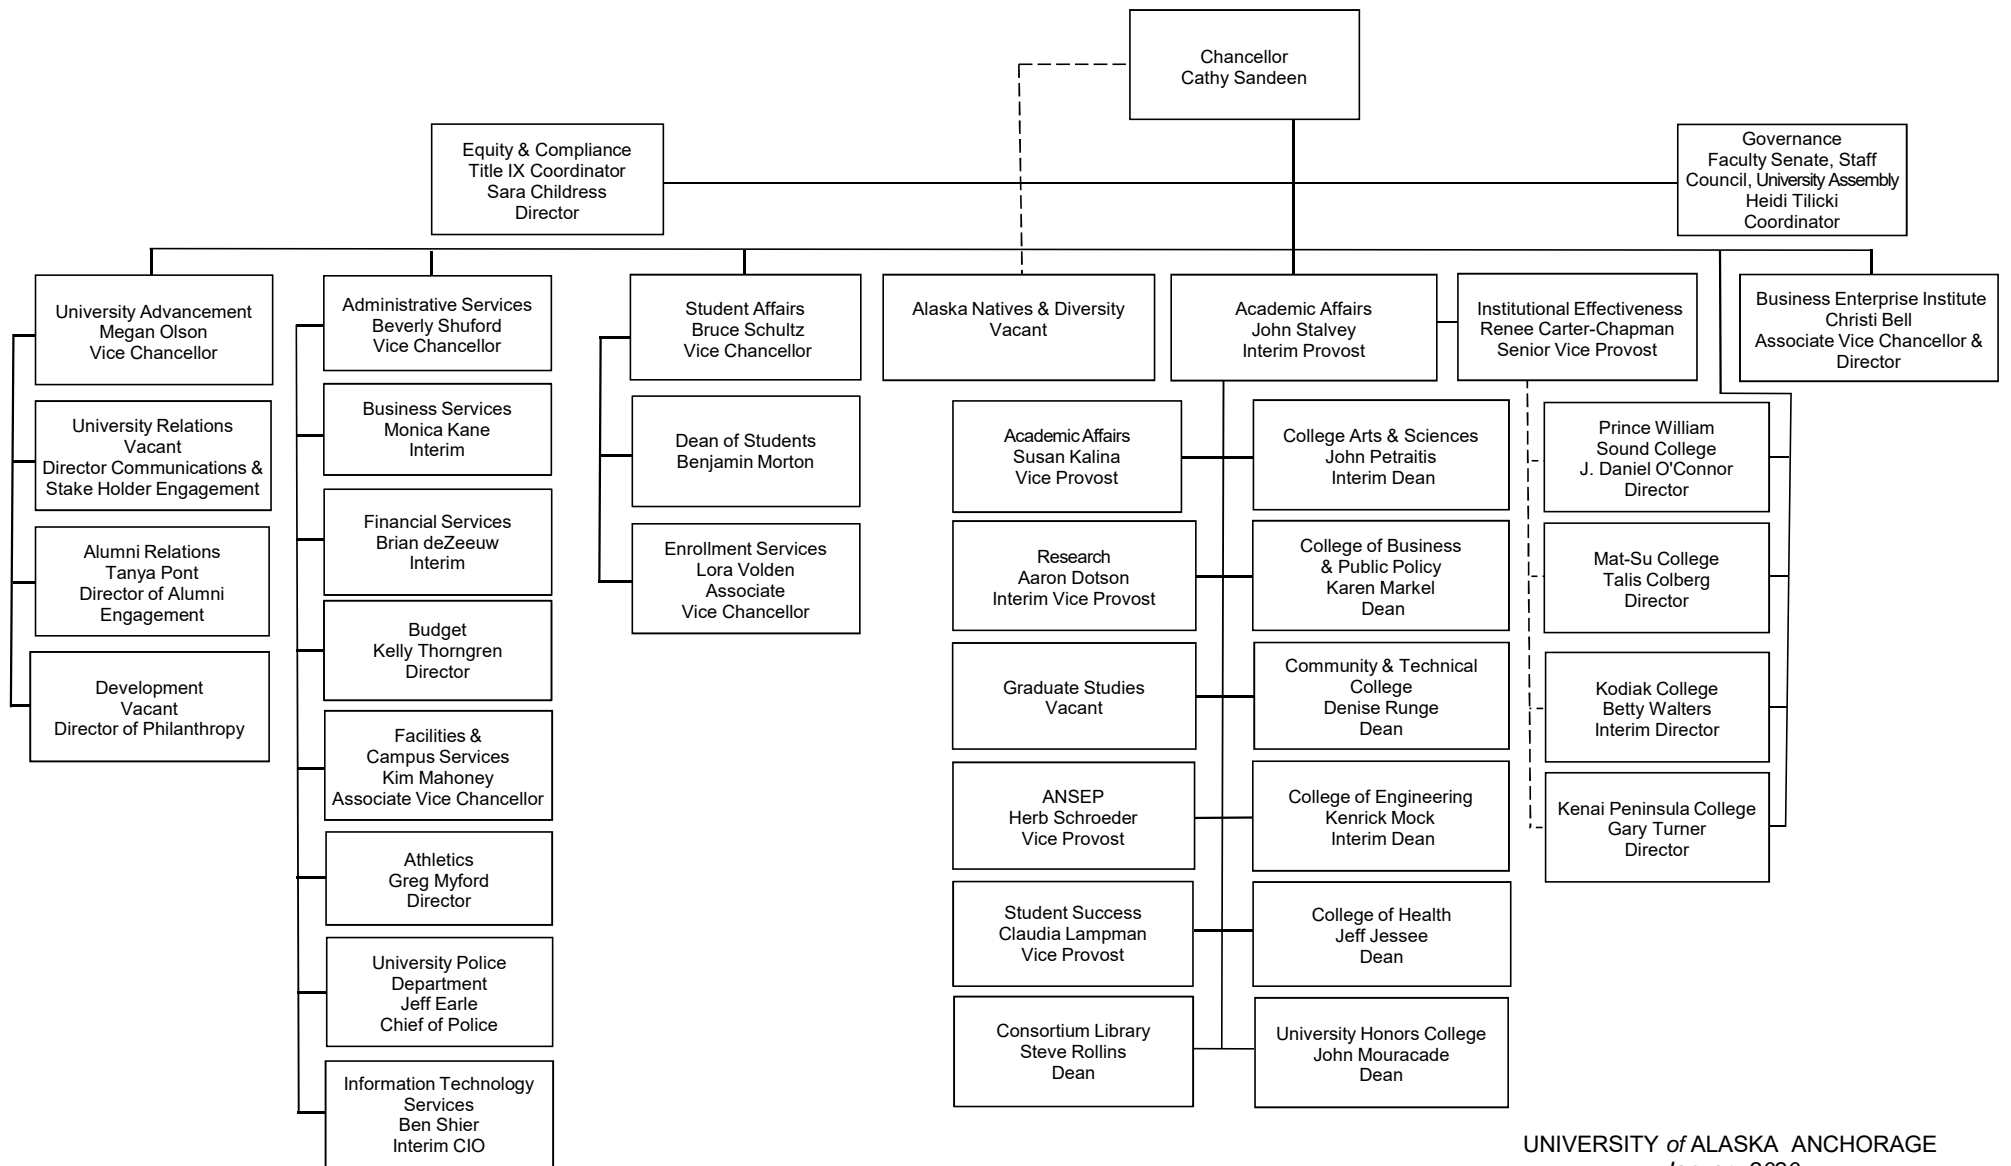 Chancellor
Cathy Sandeen
Equity & Compliance
Title IX Coordinator
Sara Childress
Director
Governance
Faculty Senate, Staff
Council, University Assembly
Heidi Tilicki
Coordinator
University Advancement
Megan Olson
Vice Chancellor
University Relations
Vacant
Director Communications &
Stake Holder Engagement
Alumni Relations
Tanya Pont
Director of Alumni
Engagement
Development
Vacant
Director of Philanthropy
Administrative Services
Beverly Shuford
Vice Chancellor
Business Services
Monica Kane
Interim
Financial Services
Brian deZeeuw
Interim
Budget
Kelly Thorngren
Director
Facilities &
Campus Services
Kim Mahoney
Associate Vice Chancellor
Athletics
Greg Myford
Director
University Police
Department
Jeff Earle
Chief of Police
Information Technology
Services
Ben Shier
Interim CIO
Student Affairs
Bruce Schultz
Vice Chancellor
Dean of Students
Benjamin Morton
Enrollment Services
Lora Volden
Associate
Vice Chancellor
Alaska Natives & Diversity
Vacant
Academic Affairs
John Stalvey
Interim Provost
Academic Affairs
Susan Kalina
Vice Provost
Research
Aaron Dotson
Interim Vice Provost
Graduate Studies
Vacant
ANSEP
Herb Schroeder
Vice Provost
Student Success
Claudia Lampman
Vice Provost
Consortium Library
Steve Rollins
Dean
College Arts & Sciences
John Petraitis
Interim Dean
College of Business
& Public Policy
Karen Markel
Dean
Community & Technical
College
Denise Runge
Dean
College of Engineering
Kenrick Mock
Interim Dean
College of Health
Jeff Jessee
Dean
University Honors College
John Mouracade
Dean
Institutional Effectiveness
Renee Carter-Chapman
Senior Vice Provost
Prince William
Sound College
J. Daniel O'Connor
Director
Mat-Su College
Talis Colberg
Director
Kodiak College
Betty Walters
Interim Director
Kenai Peninsula College
Gary Turner
Director
Business Enterprise Institute
Christi Bell
Associate Vice Chancellor &
Director
UNIVERSITY of ALASKA ANCHORAGE